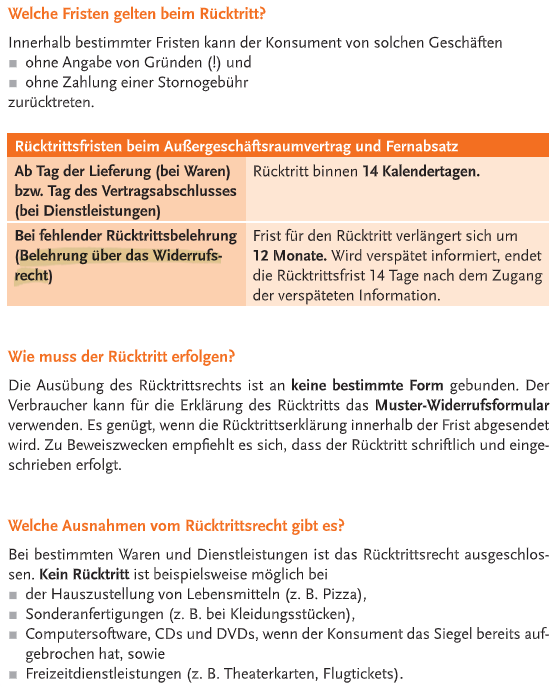 Welche Fristen gelten beim Rücktritt?
Innerhalb bestimmter Fristen kann der Konsument von solchen Geschäften
■ ohne Angabe von Gründen (!) und
■ ohne Zahlung einer Stornogebühr
zurücktreten.
Rücktrittsfristen beim Außergeschäftsraumvertrag und Fernabsatz
Ab Tag der Lieferung (bei Waren)
bzw. Tag des Vertragsabschlusses
(bei Dienstleistungen)
Rücktritt binnen 14 Kalendertagen.
Bei fehlender Rücktrittsbelehrung
(Belehrung über das Widerrufs-
recht)
Frist für den Rücktritt verlängert sich um
12 Monate. Wird verspätet informiert, endet
die Rücktrittsfrist 14 Tage nach dem Zugang
der verspäteten Information.
Wie muss der Rücktritt erfolgen?
Die Ausübung des Rücktrittsrechts ist an keine bestimmte Form gebunden. Der
Verbraucher kann für die Erklärung des Rücktritts das Muster-Widerrufsformular
verwenden. Es genügt, wenn die Rücktrittserklärung innerhalb der Frist abgesendet
wird. Zu Beweiszwecken empfiehlt es sich, dass der Rücktritt schriftlich und einge-
schrieben erfolgt.
Welche Ausnahmen vom Rücktrittsrecht gibt es?
Bei bestimmten Waren und Dienstleistungen ist das Rücktrittsrecht ausgeschlos-
sen. Kein Rücktritt ist beispielsweise möglich bei
■ der Hauszustellung von Lebensmitteln (z. B. Pizza),
■ Sonderanfertigungen (z. B. bei Kleidungsstücken),
■ Computersoftware, CDs und DVDs, wenn der Konsument das Siegel bereits auf-
gebrochen hat, sowie
■ Freizeitdienstleistungen (z. B. Theaterkarten, Flugtickets).